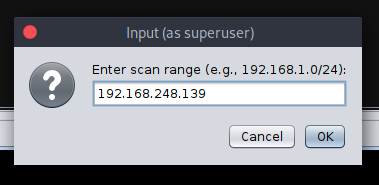 Input (as superuser)
Enter scan range (e.g., 192.168.1.0/24):
192.168.248.139
Cancel OK